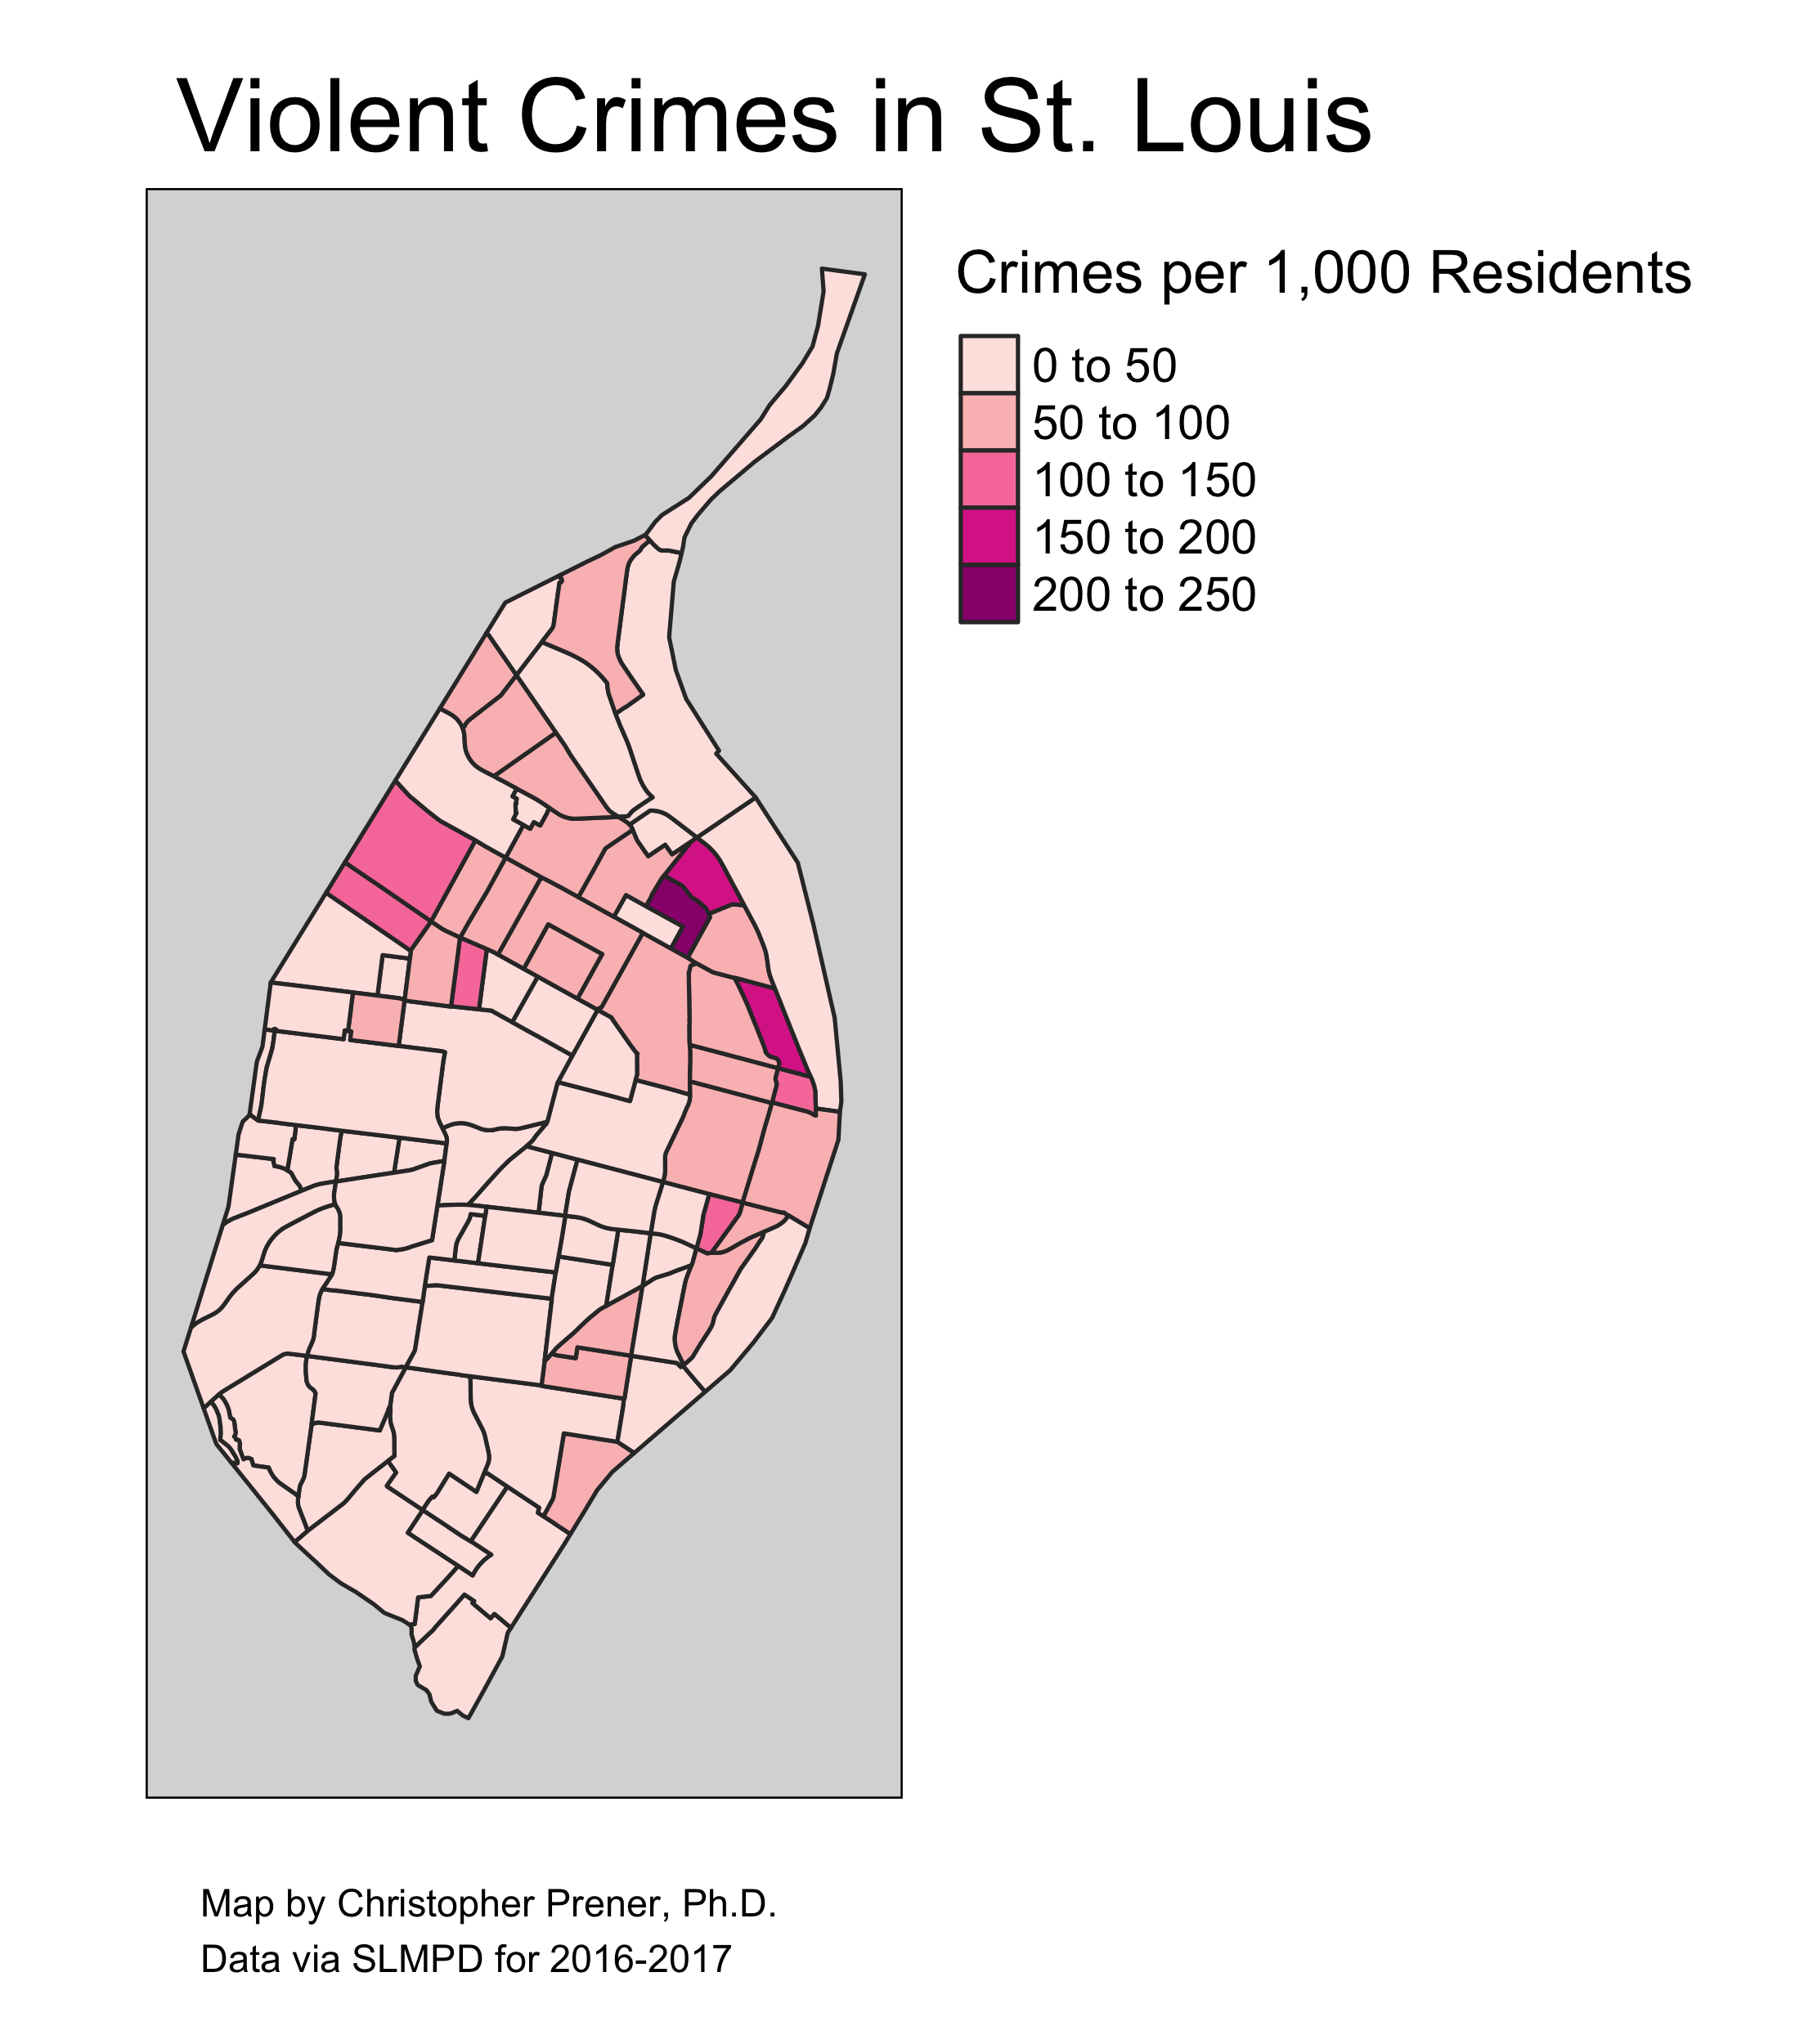 Violent Crimes in St. Louis
Crimes per 1,000 Residents
0 to 50
50 to 100
100 to 150
150 to 200
200 to 250
Map by Christopher Prener, Ph.D.
Data via SLMPD for 2016-2017